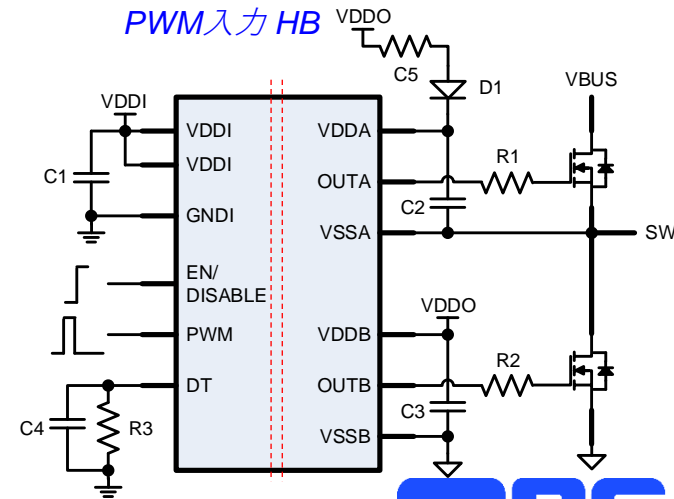 PWM入力 HB
VDDO
C5
D1
VBUS
VDDI
VDDI
VDDI
C1
GNDI
EN/
DISABLE
PWM
DT
C4
R3
VDDA
OUTA
C2
VSSA
R1
SW
VDDO
VDDB
OUTB
C3
VSSB
R2